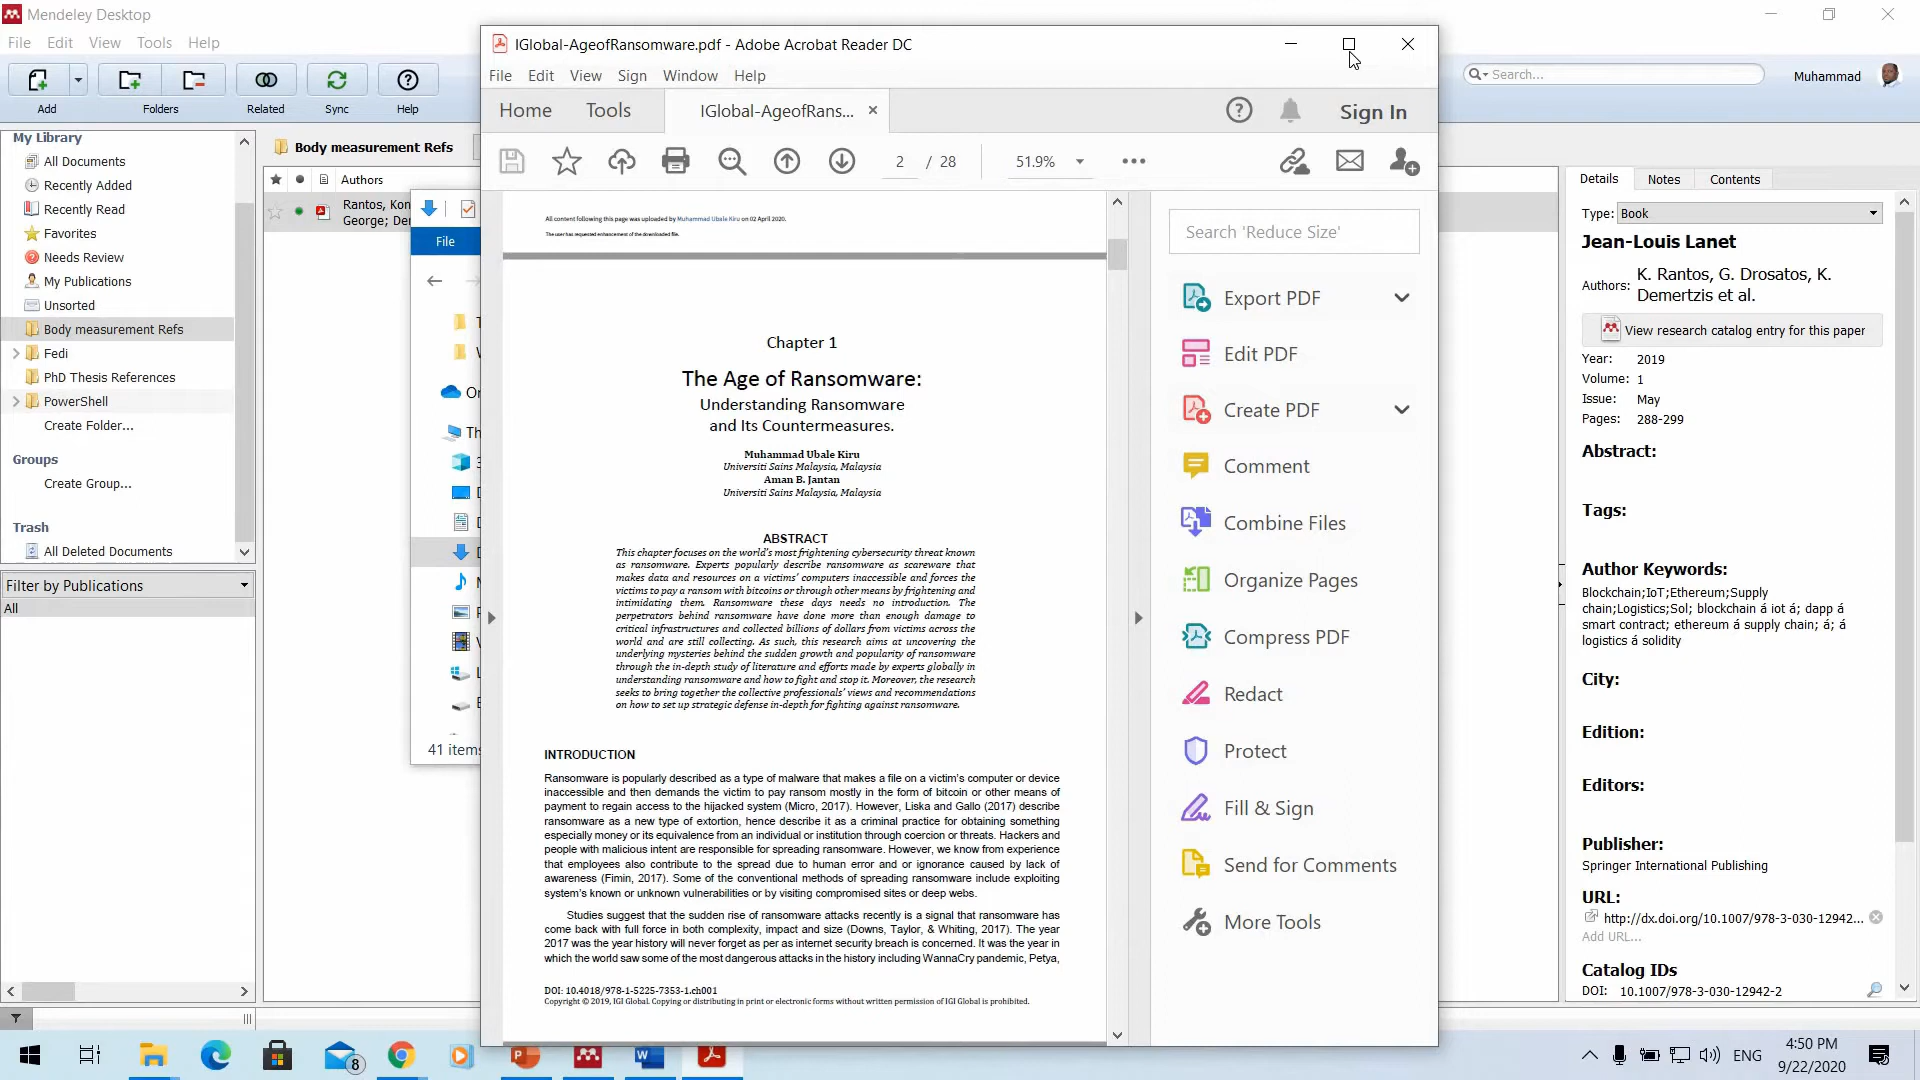 Mendeley Desktop
File Edit View Tools Help
Add Folders Related Sync Help
Search...
Muhammad
My Library
All Documents
Recently Added
Recently Read
Favorites
Needs Review
My Publications
Unsorted
Body measurement Refs
Fedi
PhD Thesis References
PowerShell
Create Folder...
Groups
Create Group...
Trash
All Deleted Documents
Filter by Publications
All
Body measurement Refs
Authors
Rantos, Kon
George; De
File
41 items
IGlobal-AgeofRansomware.pdf - Adobe Acrobat Reader DC
File Edit View Sign Window Help
Home Tools IGlobal-AgeofRans... Sign In
2 / 28 51.9%
All content following this page was uploaded by Muhammad Ubale Kiru on 02 April 2020.
The user has requested enhancement of the downloaded file.
Chapter 1
The Age of Ransomware:
Understanding Ransomware
and Its Countermeasures.
Muhammad Ubale Kiru
Universiti Sains Malaysia, Malaysia
Aman B. Jantan
Universiti Sains Malaysia, Malaysia
ABSTRACT
This chapter focuses on the world's most frightening cybersecurity threat known
as ransomware. Experts popularly describe ransomware as scareware that
makes data and resources on a victims' computers inaccessible and forces the
victims to pay a ransom with bitcoins or through other means by frightening and
intimidating them. Ransomware these days needs no introduction. The
perpetrators behind ransomware have done more than enough damage to
critical infrastructures and collected billions of dollars from victims across the
world and are still collecting. As such, this research aims at uncovering the
underlying mysteries behind the sudden growth and popularity of ransomware
through the in-depth study of literature and efforts made by experts globally in
understanding ransomware and how to fight and stop it. Moreover, the research
seeks to bring together the collective professionals' views and recommendations
on how to set up strategic defense in-depth for fighting against ransomware.
INTRODUCTION
Ransomware is popularly described as a type of malware that makes a file on a victim's computer or device
inaccessible and then demands the victim to pay ransom mostly in the form of bitcoin or other means of
payment to regain access to the hijacked system (Micro, 2017). However, Liska and Gallo (2017) describe
ransomware as a new type of extortion, hence describe it as a criminal practice for obtaining something
especially money or its equivalence from an individual or institution through coercion or threats. Hackers and
people with malicious intent are responsible for spreading ransomware. However, we know from experience
that employees also contribute to the spread due to human error and or ignorance caused by lack of
awareness (Fimin, 2017). Some of the conventional methods of spreading ransomware include exploiting
system's known or unknown vulnerabilities or by visiting compromised sites or deep webs.
Studies suggest that the sudden rise of ransomware attacks recently is a signal that ransomware has
come back with full force in both complexity, impact and size (Downs, Taylor, & Whiting, 2017). The year
2017 was the year history will never forget as per as internet security breach is concerned. It was the year in
which the world saw some of the most dangerous attacks in the history including WannaCry pandemic, Petya,
DOI: 10.4018/978-1-5225-7353-1.ch001
Copyright © 2019, IGI Global. Copying or distributing in print or electronic forms without written permission of IGI Global is prohibited.
Search 'Reduce Size'
Export PDF
Edit PDF
Create PDF
Comment
Combine Files
Organize Pages
Compress PDF
Redact
Protect
Fill & Sign
Send for Comments
More Tools
Details Notes Contents
Type: Book
Jean-Louis Lanet
Authors: K. Rantos, G. Drosatos, K.
Demertzis et al.
View research catalog entry for this paper
Year: 2019
Volume: 1
Issue: May
Pages: 288-299
Abstract:
Tags:
Author Keywords:
Blockchain;IoT;Ethereum;Supply
chain;Logistics;Sol; blockchain á iot á; dapp á
smart contract; ethereum á supply chain; á; á
logistics á solidity
City:
Edition:
Editors:
Publisher:
Springer International Publishing
URL:
http://dx.doi.org/10.1007/978-3-030-12942...
Add URL...
Catalog IDs
DOI: 10.1007/978-3-030-12942-2
8
ENG
4:50 PM
9/22/2020